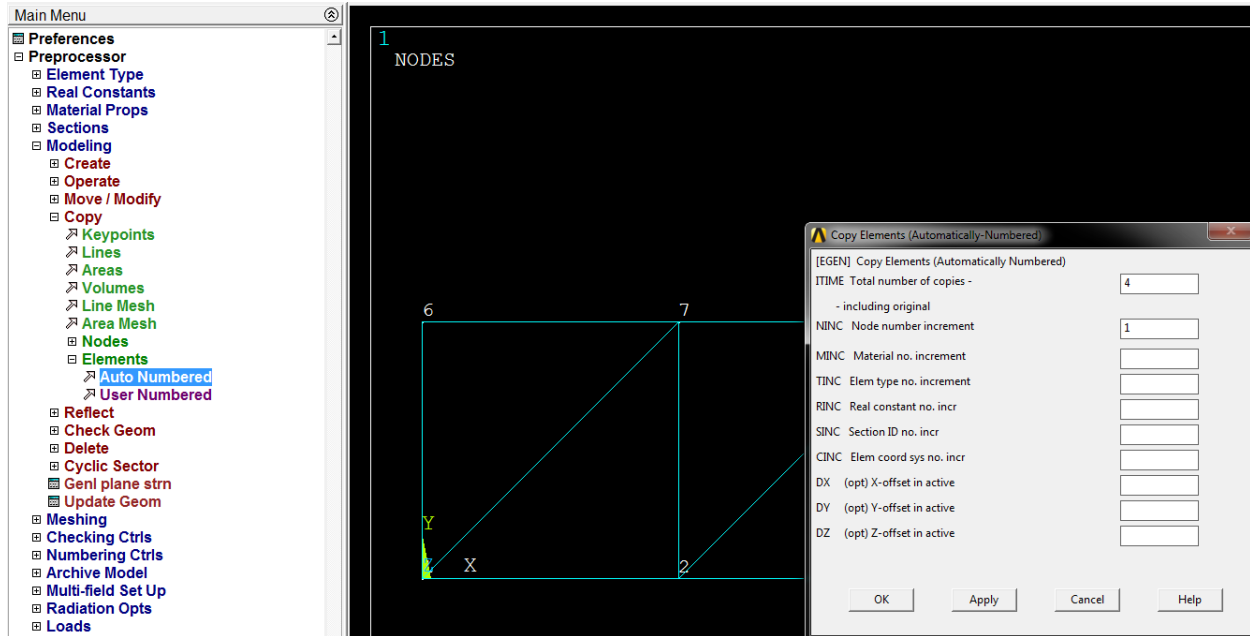 Main Menu
Preferences
Preprocessor
Element Type
Real Constants
Material Props
Sections
Modeling
Create
Operate
Move / Modify
Copy
Keypoints
Lines
Areas
Volumes
Line Mesh
Area Mesh
Nodes
Elements
Auto Numbered
User Numbered
Reflect
Check Geom
Delete
Cyclic Sector
Genl plane strn
Update Geom
Meshing
Checking Ctrls
Numbering Ctrls
Archive Model
Multi-field Set Up
Radiation Opts
Loads
1
NODES
6
7
Y
Z
X
2
Copy Elements (Automatically-Numbered)
[EGEN] Copy Elements (Automatically Numbered)
ITIME Total number of copies - 4
- including original
NINC Node number increment 1
MINC Material no. increment
TINC Elem type no. increment
RINC Real constant no. incr
SINC Section ID no. incr
CINC Elem coord sys no. incr
DX (opt) X-offset in active
DY (opt) Y-offset in active
DZ (opt) Z-offset in active
OK Apply Cancel Help